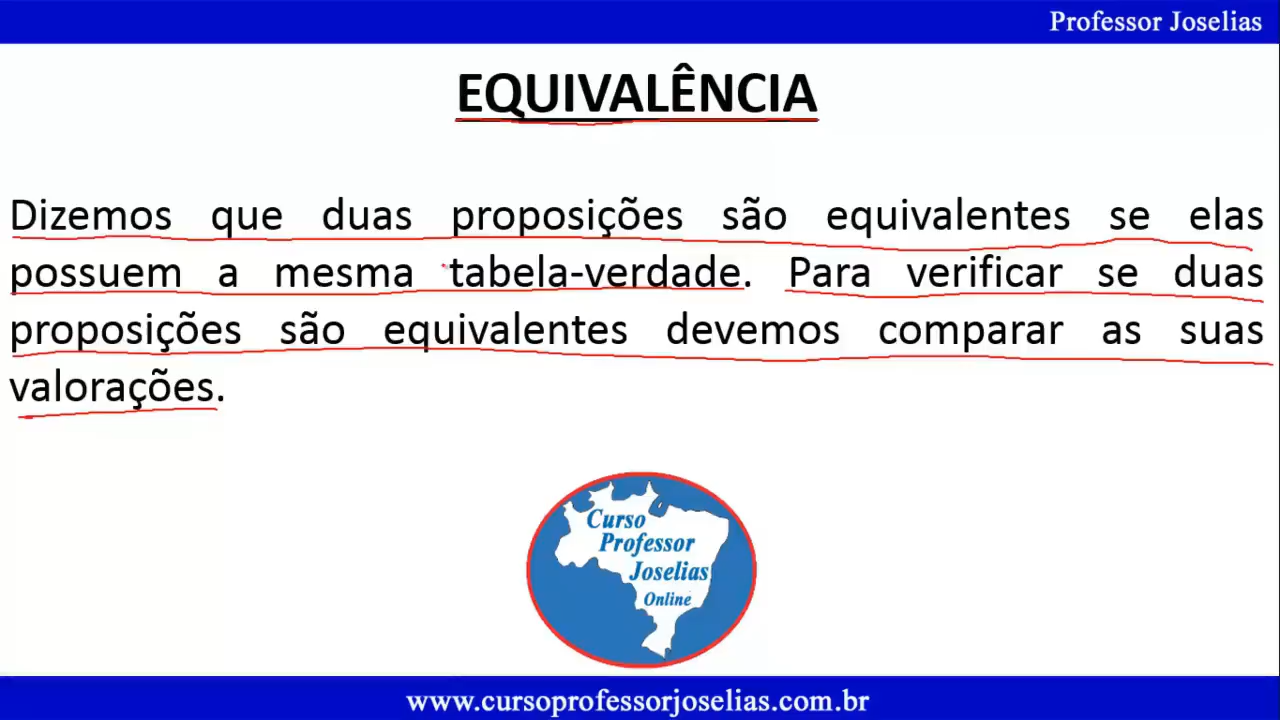 Professor Joselias
EQUIVALÊNCIA
Dizemos que duas proposições são equivalentes se elas
possuem a mesma tabela-verdade. Para verificar se duas
proposições são equivalentes devemos comparar as suas
valorações.
Curso
Professor
Joselias
Online
www.cursoprofessorjoselias.com.br